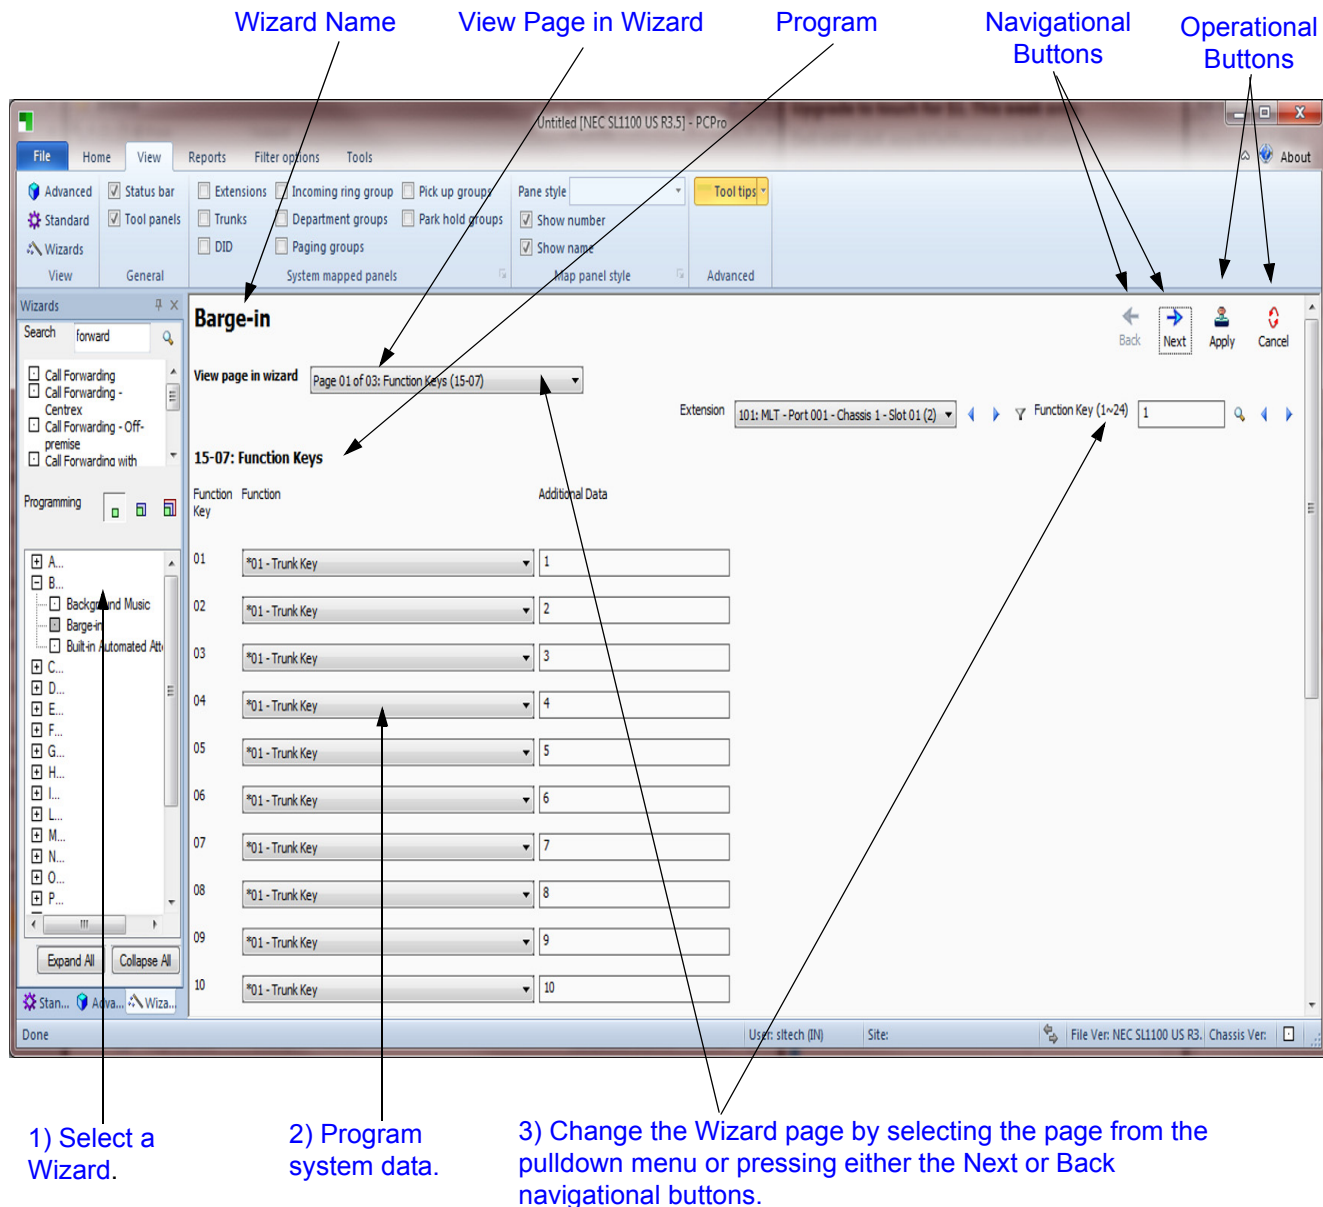 Wizard Name
View Page in Wizard
Program
Navigational
Buttons
Operational
Buttons
Untitled [NEC SL1100 US R3.5] - PCPro
File Home View Reports Filter options Tools About
Advanced Status bar Extensions Incoming ring group Pick up groups Pane style Tool tips
Standard Tool panels Trunks Department groups Park hold groups Show number
Wizards DID Paging groups Show name
View General System mapped panels Map panel style Advanced
Wizards
Search forward
Call Forwarding
Call Forwarding -
Centrex
Call Forwarding - Off-
premise
Call Forwarding with
Programming
A...
B...
Background Music
Barge-in
Built-in Automated Att
C...
D...
E...
F...
G...
H...
I...
L...
M...
N...
O...
P...
Expand All Collapse All
Stan... Adva... Wiza...
Barge-in
Back Next Apply Cancel
View page in wizard Page 01 of 03: Function Keys (15-07)
Extension 101: MLT - Port 001 - Chassis 1 - Slot 01 (2) Function Key (1~24) 1
15-07: Function Keys
Function Function Additional Data
Key
01 *01 - Trunk Key 1
02 *01 - Trunk Key 2
03 *01 - Trunk Key 3
04 *01 - Trunk Key 4
05 *01 - Trunk Key 5
06 *01 - Trunk Key 6
07 *01 - Trunk Key 7
08 *01 - Trunk Key 8
09 *01 - Trunk Key 9
10 *01 - Trunk Key 10
Done User: sltech (IN) Site: File Ver: NEC SL1100 US R3. Chassis Ver:
1) Select a
Wizard.
2) Program
system data.
3) Change the Wizard page by selecting the page from the
pulldown menu or pressing either the Next or Back
navigational buttons.